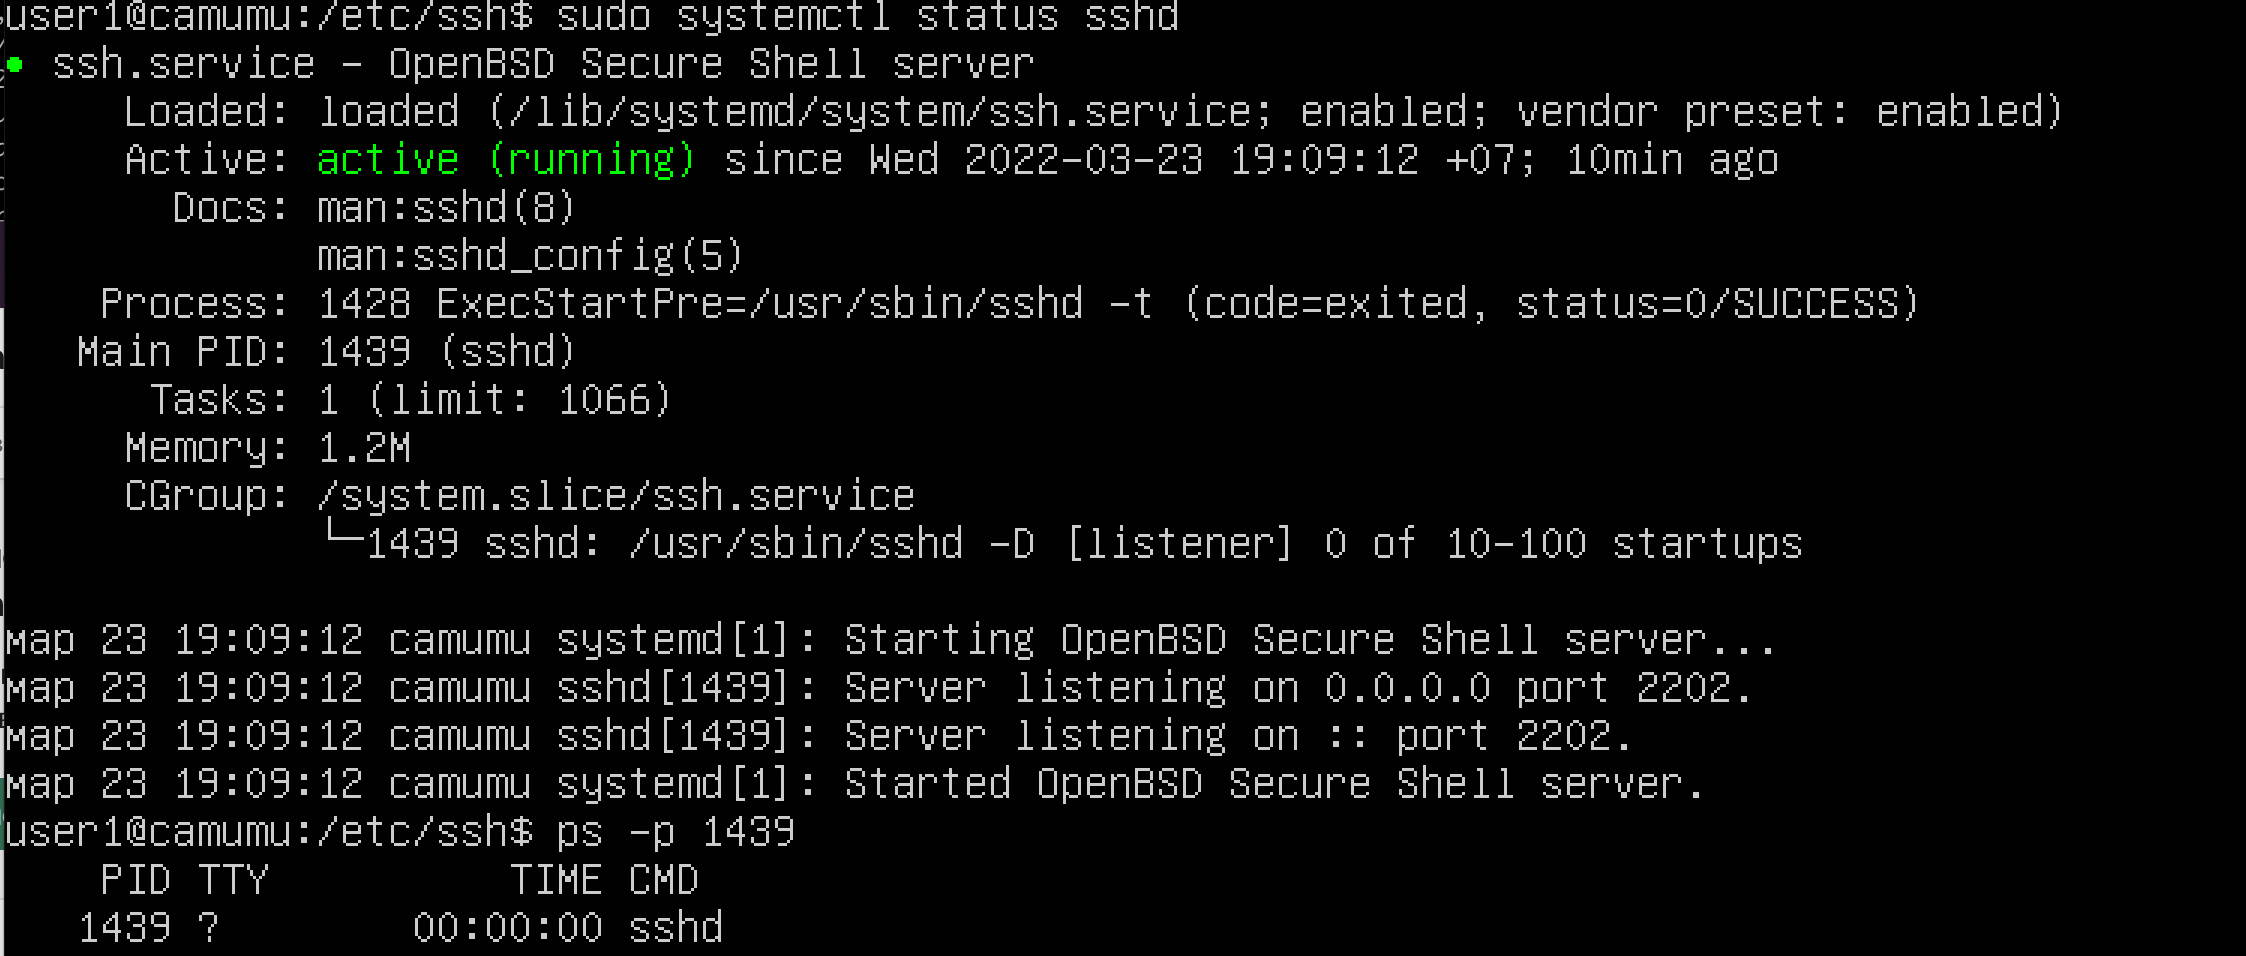 user1@camumu:/etc/ssh$ sudo systemctl status sshd
● ssh.service - OpenBSD Secure Shell server
Loaded: loaded (/lib/systemd/system/ssh.service; enabled; vendor preset: enabled)
Active: active (running) since Wed 2022-03-23 19:09:12 +07; 10min ago
Docs: man:sshd(8)
man:sshd_config(5)
Process: 1428 ExecStartPre=/usr/sbin/sshd -t (code=exited, status=0/SUCCESS)
Main PID: 1439 (sshd)
Tasks: 1 (limit: 1066)
Memory: 1.2M
CGroup: /system.slice/ssh.service
└─1439 sshd: /usr/sbin/sshd -D [listener] 0 of 10-100 startups
мар 23 19:09:12 camumu systemd[1]: Starting OpenBSD Secure Shell server...
мар 23 19:09:12 camumu sshd[1439]: Server listening on 0.0.0.0 port 2202.
мар 23 19:09:12 camumu sshd[1439]: Server listening on :: port 2202.
мар 23 19:09:12 camumu systemd[1]: Started OpenBSD Secure Shell server.
user1@camumu:/etc/ssh$ ps -p 1439
PID TTY TIME CMD
1439 ? 00:00:00 sshd